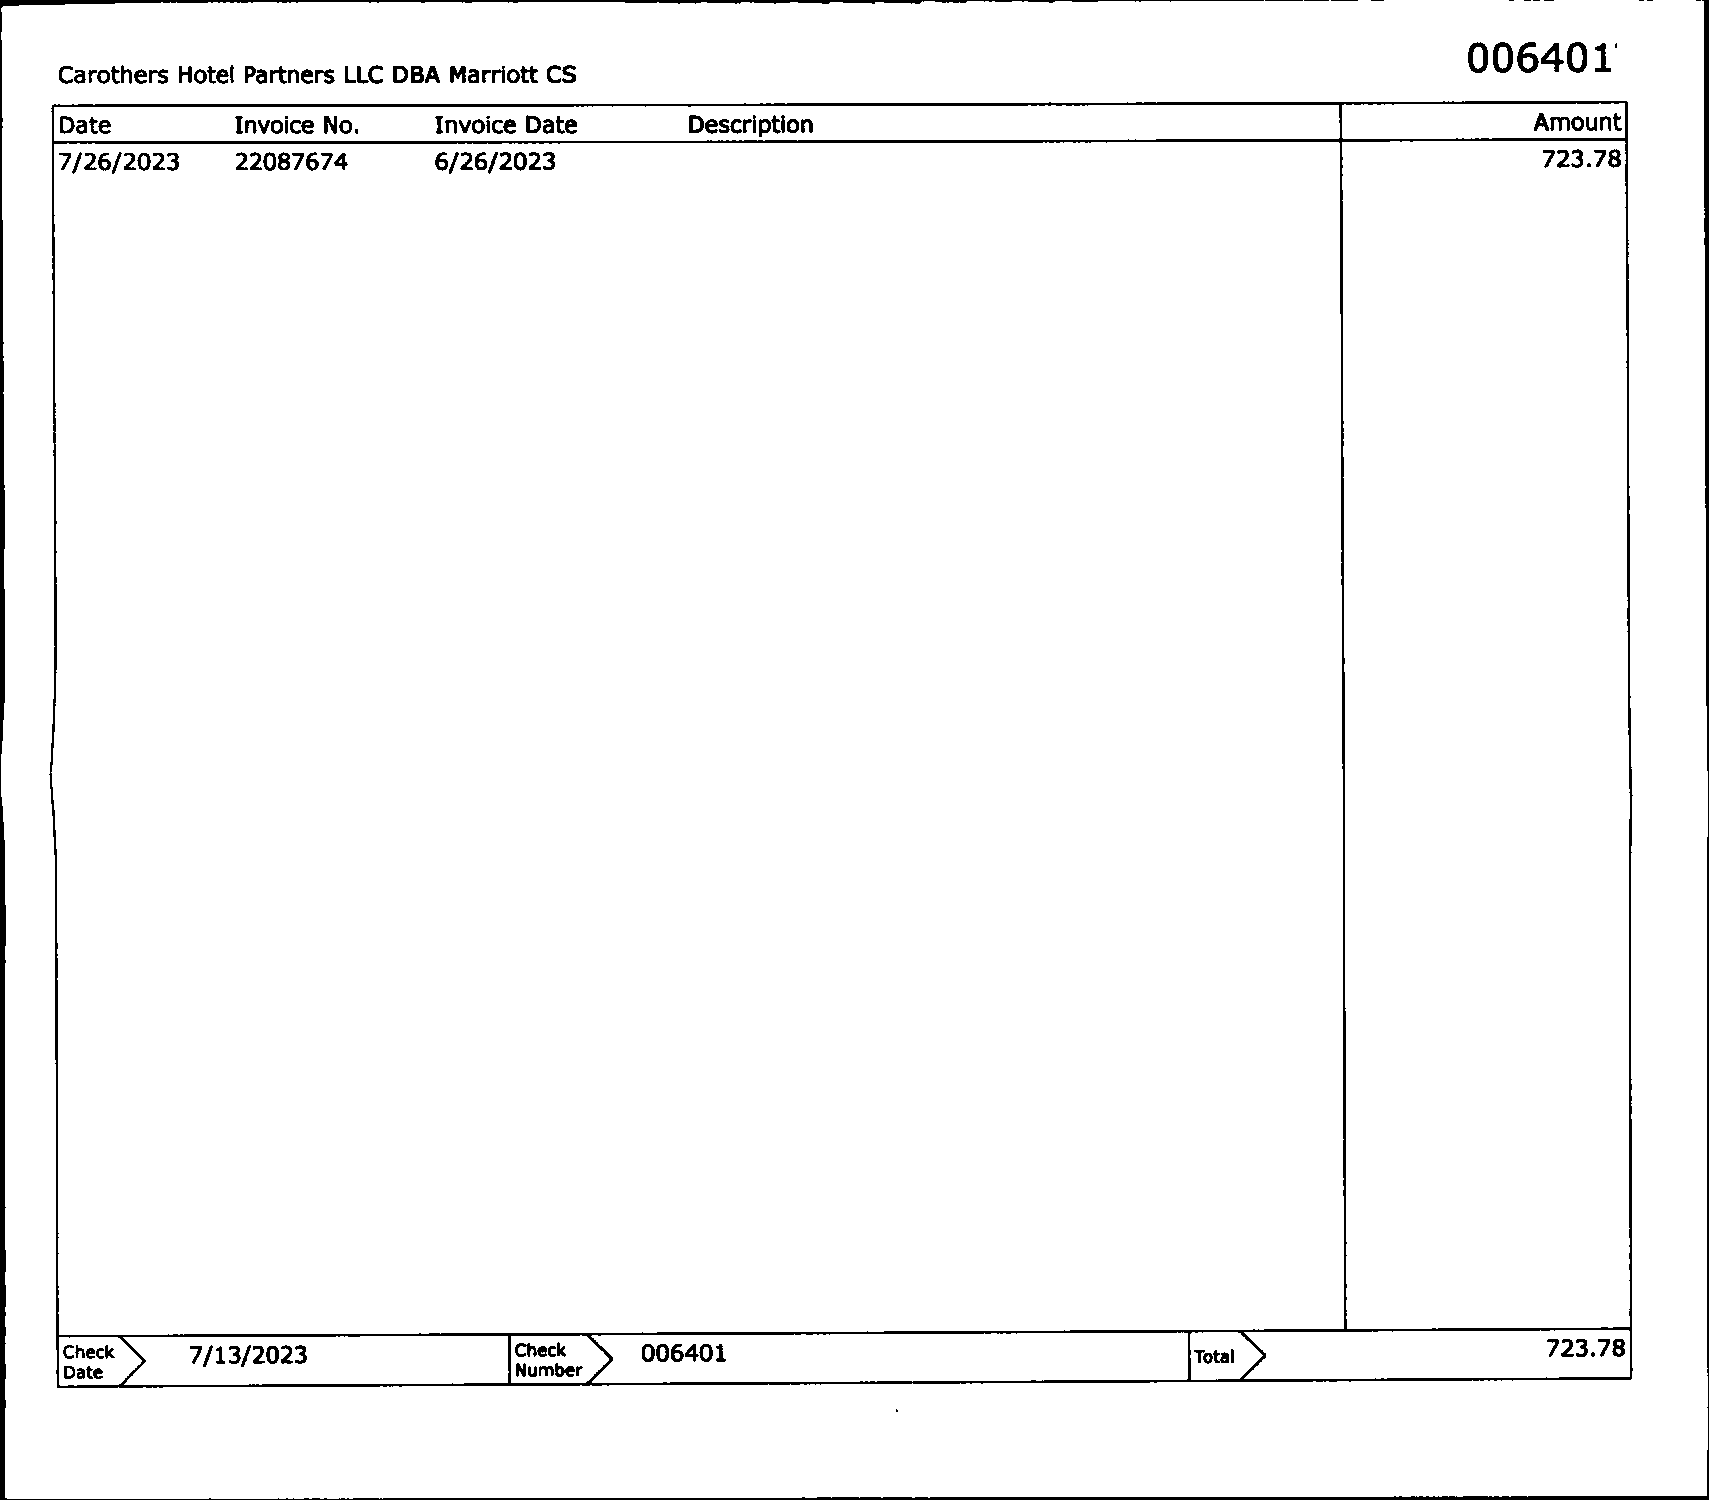 006401
Carothers Hotel Partners LLC DBA Marriott CS
Date Invoice No. Invoice Date Description Amount
7/26/2023 22087674 6/26/2023 723.78
Check Date 7/13/2023 Check Number 006401 Total 723.78